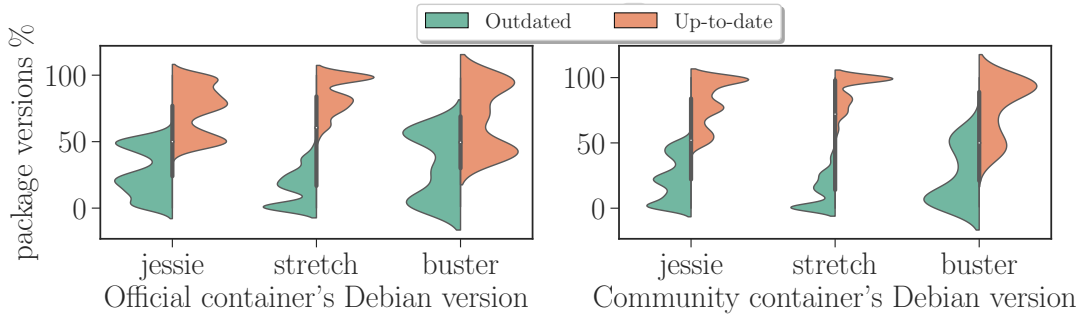 Outdated Up-to-date
package versions %
100
50
0
jessie stretch buster
Official container's Debian version
100
50
0
jessie stretch buster
Community container's Debian version